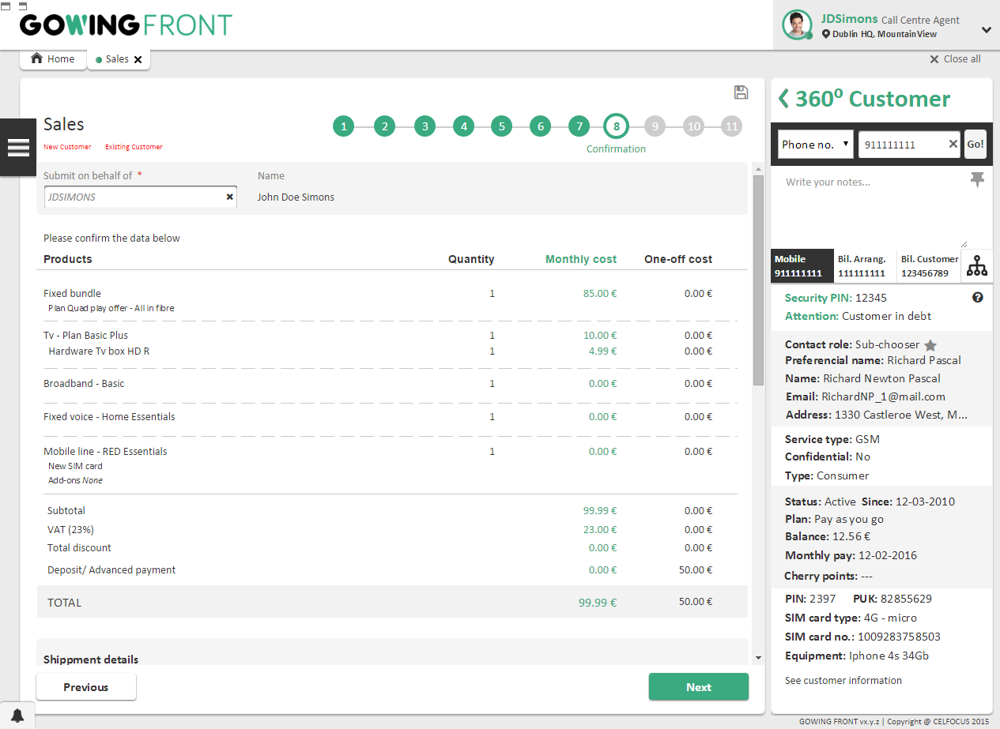 GOWING FRONT
JDSimons Call Centre Agent
Dublin HQ, MountainView
Home
Sales
Close all
Sales
New Customer Existing Customer
1 2 3 4 5 6 7 8 9 10 11
Confirmation
Submit on behalf of * Name
JDSIMONS John Doe Simons
Please confirm the data below
Products Quantity Monthly cost One-off cost
Fixed bundle 1 85.00 € 0.00 €
Plan Quad play offer - All in fibre
Tv - Plan Basic Plus 1 10.00 € 0.00 €
Hardware Tv box HD R 1 4.99 € 0.00 €
Broadband - Basic 1 0.00 € 0.00 €
Fixed voice - Home Essentials 1 0.00 € 0.00 €
Mobile line - RED Essentials 1 0.00 € 0.00 €
New SIM card
Add-ons None
Subtotal 99.99 € 0.00 €
VAT (23%) 23.00 € 0.00 €
Total discount 0.00 € 0.00 €
Deposit/ Advanced payment 0.00 € 50.00 €
TOTAL 99.99 € 50.00 €
Shippment details
Previous
Next
360º Customer
Phone no. 911111111 Go!
Write your notes...
Mobile Bil. Arrang. Bil. Customer
911111111 111111111 123456789
Security PIN: 12345
Attention: Customer in debt
Contact role: Sub-chooser
Preferencial name: Richard Pascal
Name: Richard Newton Pascal
Email: RichardNP_1@mail.com
Address: 1330 Castleroe West, M...
Service type: GSM
Confidential: No
Type: Consumer
Status: Active Since: 12-03-2010
Plan: Pay as you go
Balance: 12.56 €
Monthly pay: 12-02-2016
Cherry points: ---
PIN: 2397 PUK: 82855629
SIM card type: 4G - micro
SIM card no.: 1009283758503
Equipment: Iphone 4s 34Gb
See customer information
GOWING FRONT vx.y.z | Copyright @ CELFOCUS 2015